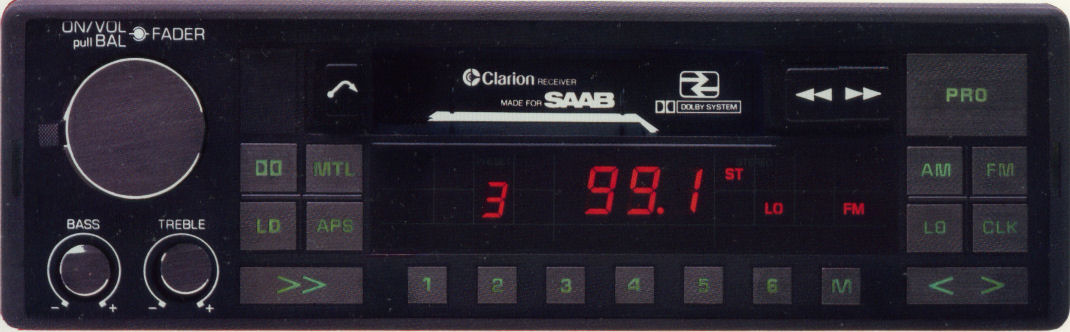 ON/VOL
pull BAL FADER
Clarion RECEIVER
MADE FOR SAAB
DOLBY SYSTEM
PRO
MTL
AM FM
3 99.1 ST
LO FM
LD APS
LO CLK
BASS TREBLE
- + - +
>> 1 2 3 4 5 6 M < >